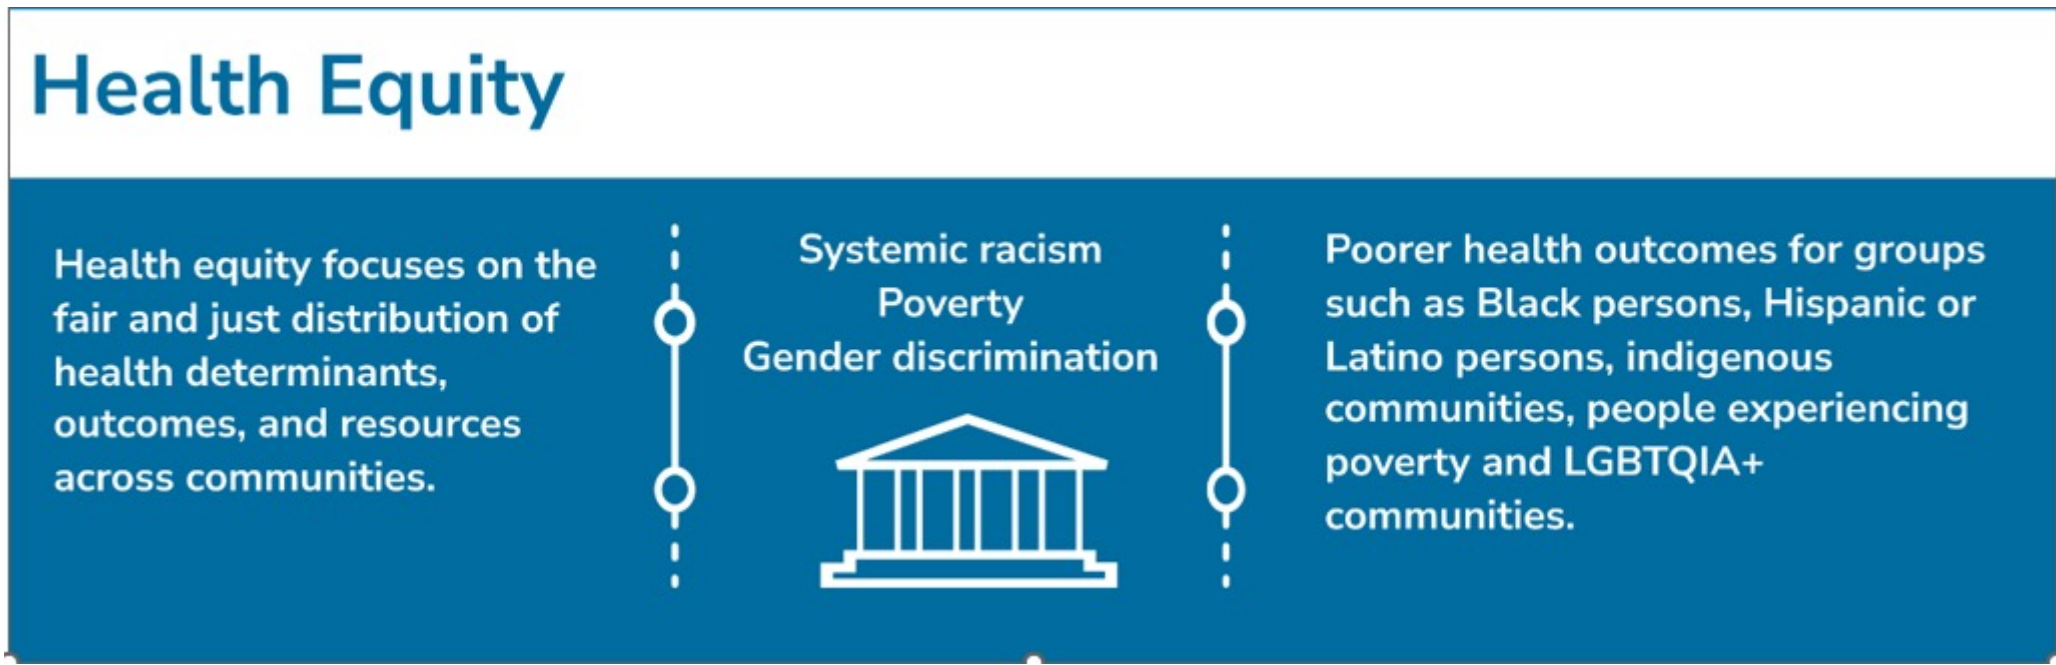 Health Equity
Health equity focuses on the
fair and just distribution of
health determinants,
outcomes, and resources
across communities.
Systemic racism
Poverty
Gender discrimination
Poorer health outcomes for groups
such as Black persons, Hispanic or
Latino persons, indigenous
communities, people experiencing
poverty and LGBTQIA+
communities.